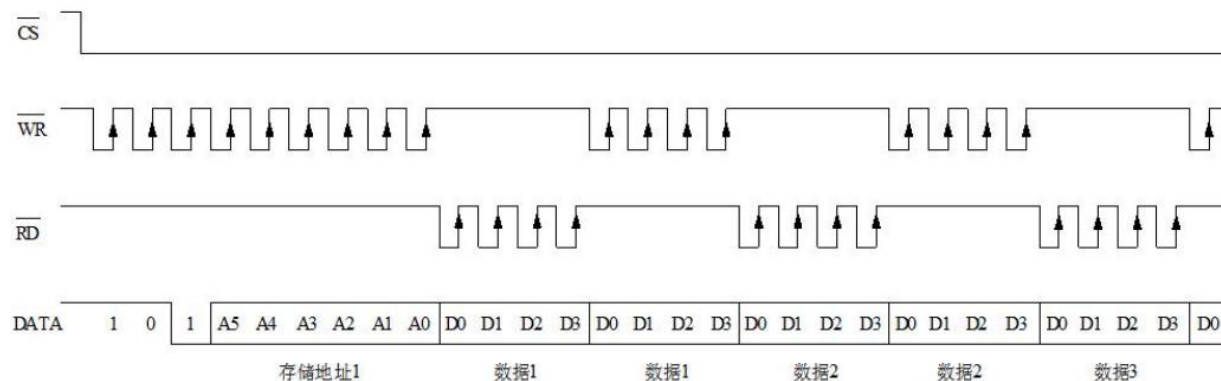 CS
WR
RD
DATA 1 0 1 A5 A4 A3 A2 A1 A0 D0 D1 D2 D3 D0 D1 D2 D3 D0 D1 D2 D3 D0 D1 D2 D3 D0 D1 D2 D3 D0
存储地址1 数据1 数据1 数据2 数据2 数据3